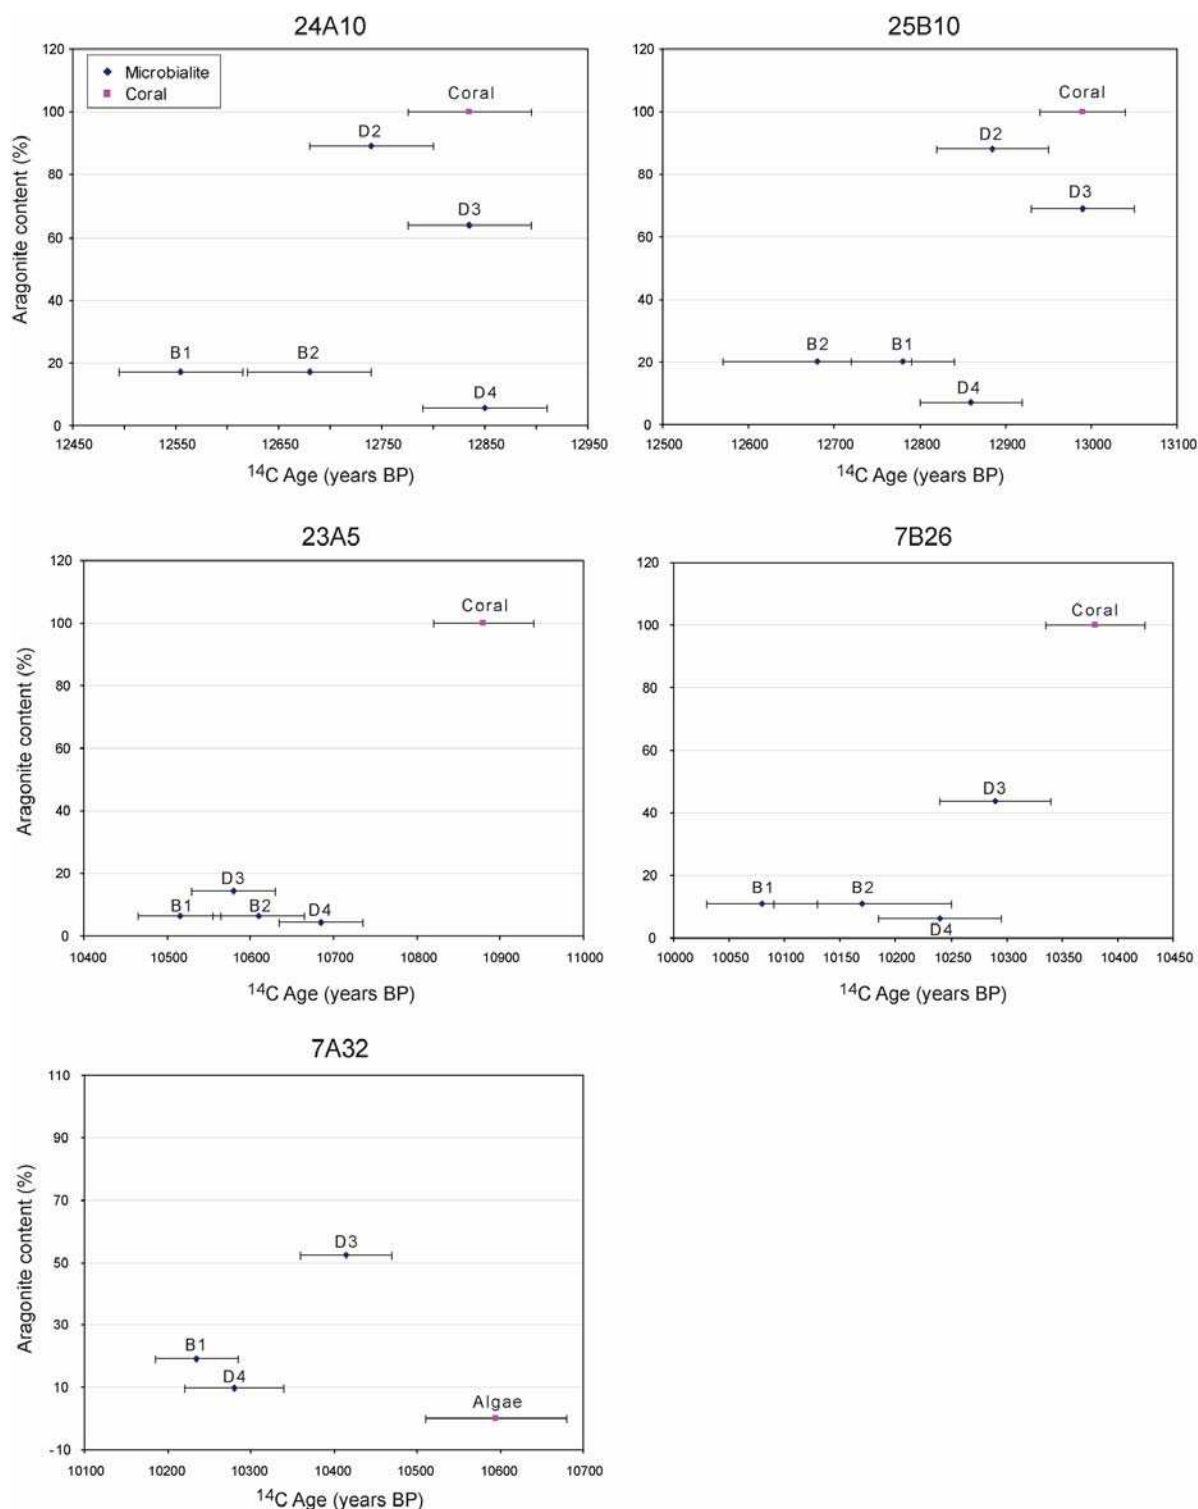 24A10
120
Microbialite
Coral
100
80
60
40
20
0
Aragonite content (%)
Coral
D2
D3
B1
B2
D4
12450
12550
12650
12750
12850
12950
14C Age (years BP)
25B10
120
100
80
60
40
20
0
Coral
D2
D3
B2
B1
D4
12500
12600
12700
12800
12900
13000
13100
14C Age (years BP)
23A5
120
100
80
60
40
20
0
Aragonite content (%)
Coral
D3
B1
B2
D4
10400
10500
10600
10700
10800
10900
11000
14C Age (years BP)
7B26
120
100
80
60
40
20
0
Coral
D3
B1
B2
D4
10000
10050
10100
10150
10200
10250
10300
10350
10400
10450
14C Age (years BP)
7A32
110
90
70
50
30
10
-10
Aragonite content (%)
D3
B1
D4
Algae
10100
10200
10300
10400
10500
10600
10700
14C Age (years BP)